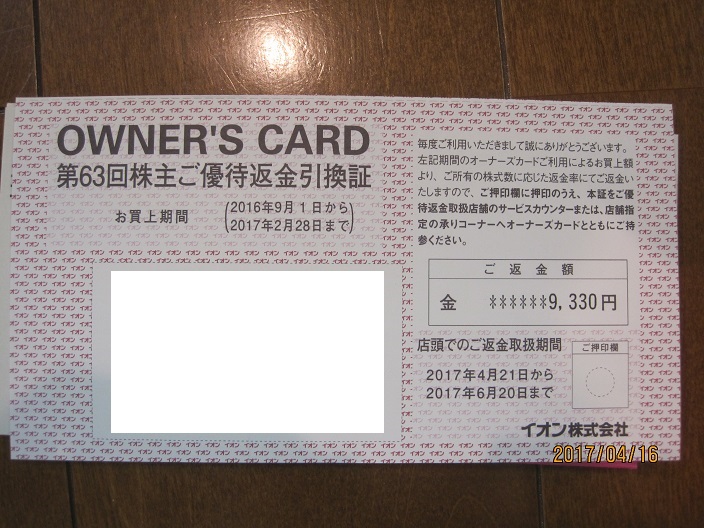 OWNER'S CARD
第63回株主ご優待返金引換証
お買上期間
(2016年9月1日から
2017年2月28日まで)
毎度ご利用いただきまして誠にありがとうございます。
左記期間のオーナーズカードご利用によるお買上額
より、ご所有の株式数に応じた返金率にてご返金い
たしますので、ご押印欄に押印のうえ、本証をご優
待返金取扱店舗のサービスカウンターまたは、店舗指
定の承りコーナーへオーナーズカードとともにご持
参ください。
ご返金額
金 ******9,330円
店頭でのご返金取扱期間
2017年4月21日から
2017年6月20日まで
ご押印欄
イオン株式会社
2017/04/16